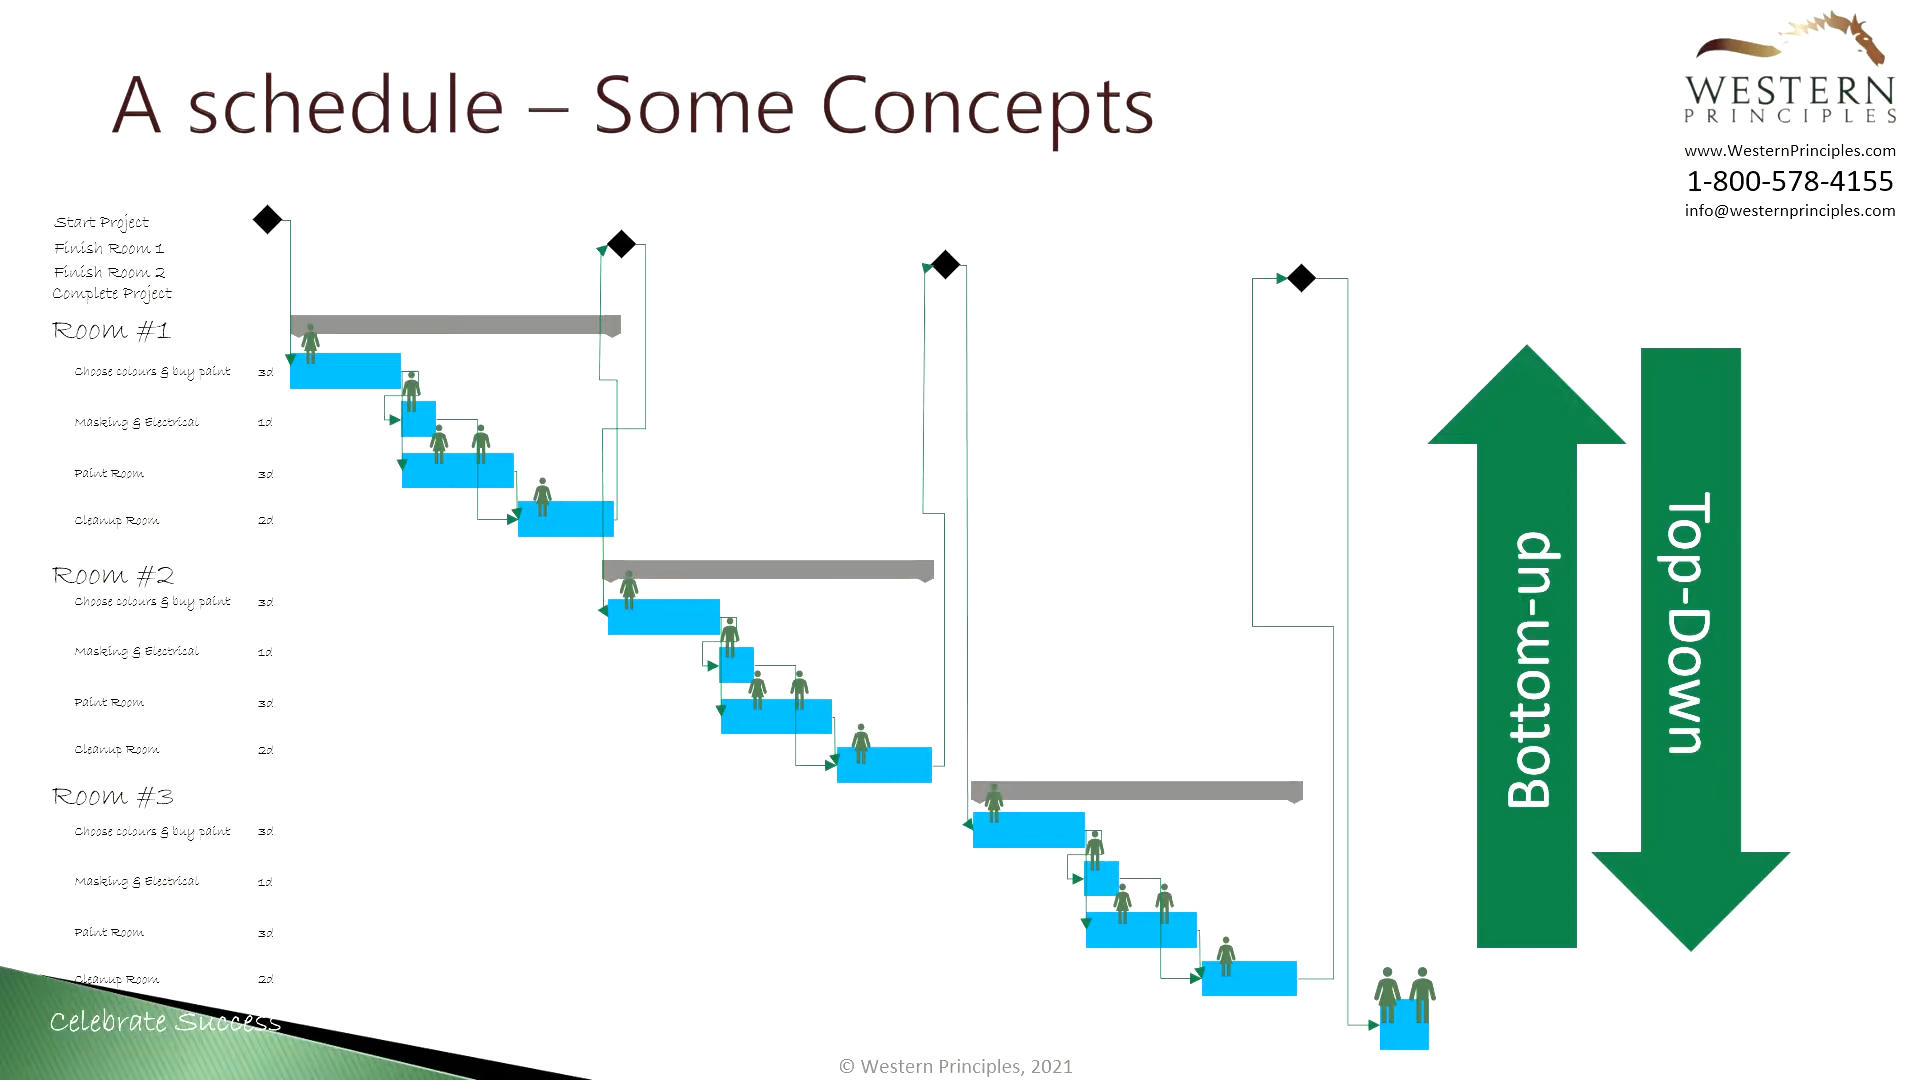 A schedule – Some Concepts
WESTERN
PRINCIPLES
www.WesternPrinciples.com
1-800-578-4155
info@westernprinciples.com
Start Project
Finish Room 1
Finish Room 2
Complete Project
Room #1
Choose colours & buy paint 3d
Masking & Electrical 1d
Paint Room 3d
Cleanup Room 2d
Room #2
Choose colours & buy paint 3d
Masking & Electrical 1d
Paint Room 3d
Cleanup Room 2d
Room #3
Choose colours & buy paint 3d
Masking & Electrical 1d
Paint Room 3d
Cleanup Room 2d
Celebrate Success
Bottom-up
Top-Down
© Western Principles, 2021